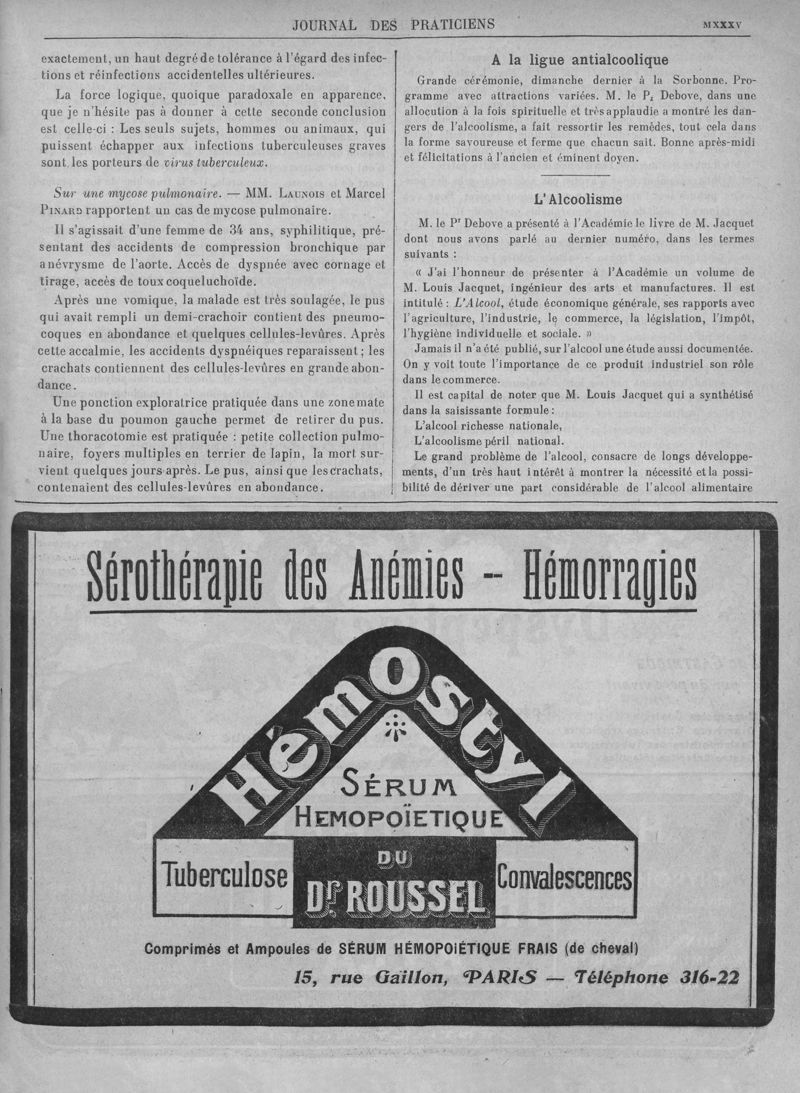 JOURNAL DES PRATICIENS
MXXXV
exactement, un haut degré de tolérance à l'égard des infec-
tions et réinfections accidentelles ultérieures.
La force logique, quoique paradoxale en apparence,
que je n'hésite pas à donner à cette seconde conclusion
est celle-ci : Les seuls sujets, hommes ou animaux, qui
puissent échapper aux infections tuberculeuses graves
sont les porteurs de virus tuberculeux.
Sur une mycose pulmonaire. — MM. LAUNOIS et Marcel
PINARD rapportent un cas de mycose pulmonaire.
Il s'agissait d'une femme de 34 ans, syphilitique, pré-
sentant des accidents de compression bronchique par
anévrysme de l'aorte. Accès de dyspnée avec cornage et
tirage, accès de toux coqueluchoïde.
Après une vomique, la malade est très soulagée, le pus
qui avait rempli un demi-crachoir contient des pneumo-
coques en abondance et quelques cellules-levûres. Après
cette accalmie, les accidents dyspnéiques reparaissent ; les
crachats contiennent des cellules-levûres en grande abon-
dance.
Une ponction exploratrice pratiquée dans une zone mate
à la base du poumon gauche permet de retirer du pus.
Une thoracotomie est pratiquée : petite collection pulmo-
naire, foyers multiples en terrier de lapin, la mort sur-
vient quelques jours après. Le pus, ainsi que les crachats,
contenaient des cellules-levûres en abondance.
A la ligue antialcoolique
Grande cérémonie, dimanche dernier à la Sorbonne. Pro-
gramme avec attractions variées. M. le Pr Debove, dans une
allocution à la fois spirituelle et très applaudie a montré les dan-
gers de l'alcoolisme, a fait ressortir les remèdes, tout cela dans
la forme savoureuse et ferme que chacun sait. Bonne après-midi
et félicitations à l'ancien et éminent doyen.
L'Alcoolisme
M. le Pr Debove a présenté à l'Académie le livre de M. Jacquet
dont nous avons parlé au dernier numéro, dans les termes
suivants :
« J'ai l'honneur de présenter à l'Académie un volume de
M. Louis Jacquet, ingénieur des arts et manufactures. Il est
intitulé : L'Alcool, étude économique générale, ses rapports avec
l'agriculture, l'industrie, le commerce, la législation, l'impôt,
l'hygiène individuelle et sociale. »
Jamais il n'a été publié, sur l'alcool une étude aussi documentée.
On y voit toute l'importance de ce produit industriel son rôle
dans le commerce.
Il est capital de noter que M. Louis Jacquet qui a synthétisé
dans la saisissante formule :
L'alcool richesse nationale,
L'alcoolisme péril national.
Le grand problème de l'alcool, consacre de longs développe-
ments, d'un très haut intérêt à montrer la nécessité et la possi-
bilité de dériver une part considérable de l'alcool alimentaire
Sérothérapie des Anémies — Hémorragies
HémOstyl
SÉRUM
HEMOPOÏETIQUE
DU
Dr. ROUSSEL
Tuberculose
Convalescences
Comprimés et Ampoules de SÉRUM HÉMOPOïÉTIQUE FRAIS (de cheval)
15, rue Gaillon, PARIS — Téléphone 316-22